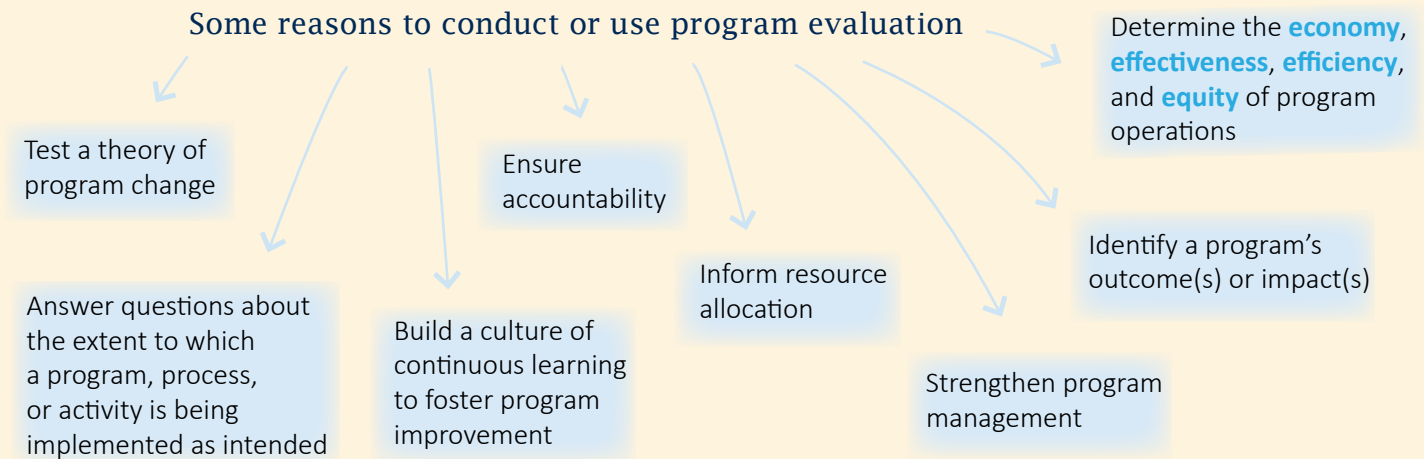 Some reasons to conduct or use program evaluation
Test a theory of
program change
Answer questions about
the extent to which
a program, process,
or activity is being
implemented as intended
Build a culture of
continuous learning
to foster program
improvement
Ensure
accountability
Inform resource
allocation
Strengthen program
management
Identify a program’s
outcome(s) or impact(s)
Determine the economy,
effectiveness, efficiency,
and equity of program
operations